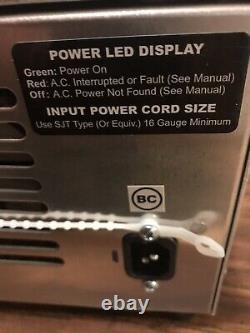 POWER LED DISPLAY
Green: Power On
Red: A.C. Interrupted or Fault (See Manual)
Off: A.C. Power Not Found (See Manual)
INPUT POWER CORD SIZE
Use SJT Type (Or Equiv.) 16 Gauge Minimum
BC